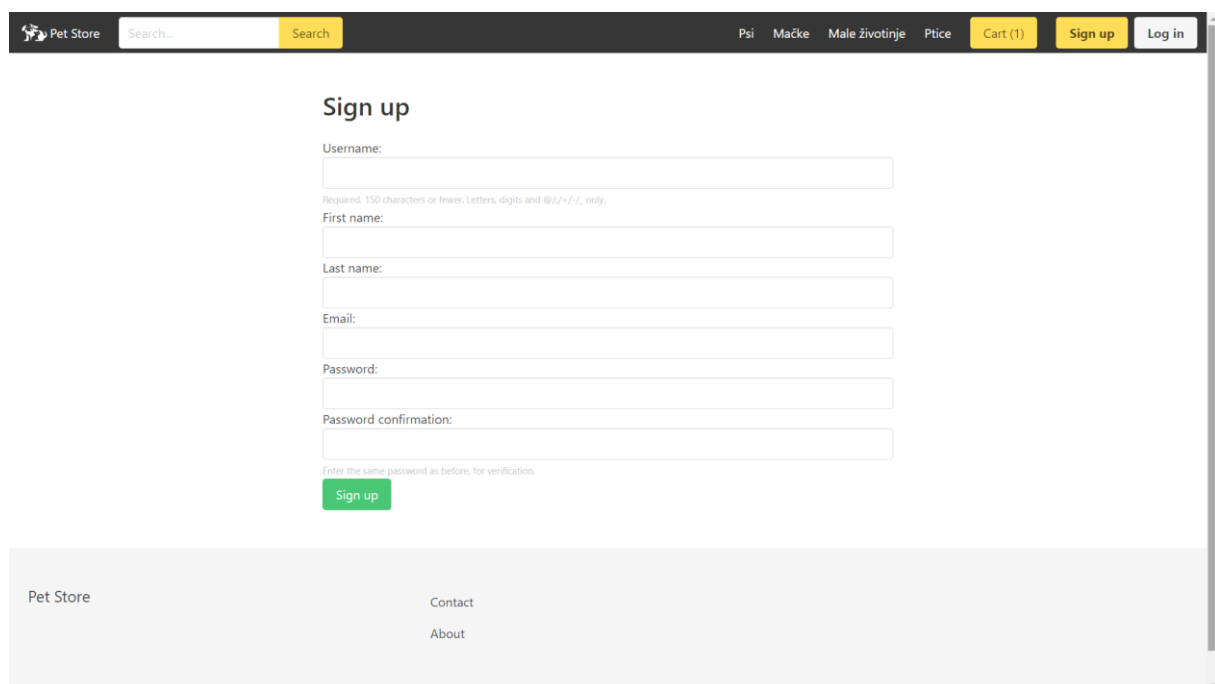 Pet Store Search... Search Psi Mačke Male životinje Ptice Cart (1) Sign up Log in
Sign up
Username:
Required. 150 characters or fewer. Letters, digits and @/./+/-/_ only.
First name:
Last name:
Email:
Password:
Password confirmation:
Enter the same password as before, for verification.
Sign up
Pet Store
Contact
About